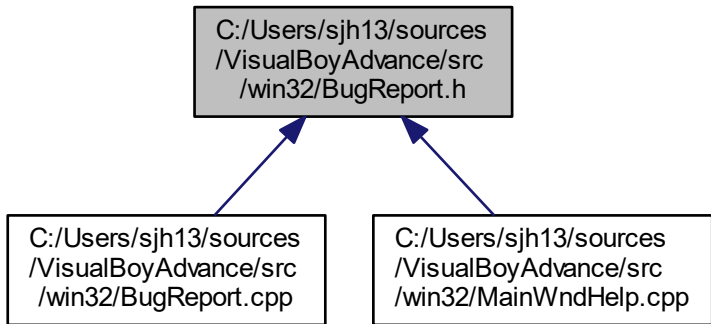 C:/Users/sjh13/sources
/VisualBoyAdvance/src
/win32/BugReport.h
C:/Users/sjh13/sources
/VisualBoyAdvance/src
/win32/BugReport.cpp
C:/Users/sjh13/sources
/VisualBoyAdvance/src
/win32/MainWndHelp.cpp